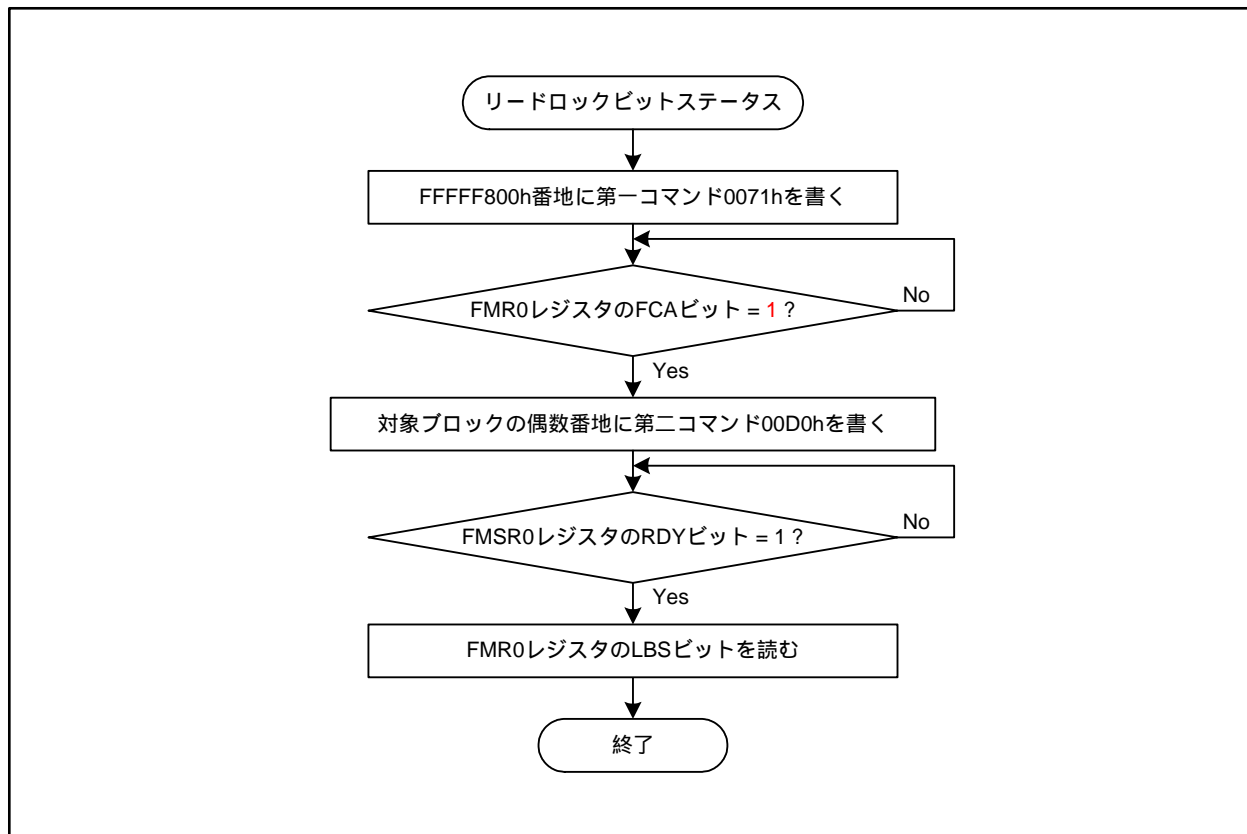 リードロックビットステータス
FFFFF800h番地に第一コマンド0071hを書く
FMR0レジスタのFCAビット = 1 ?
No
Yes
対象ブロックの偶数番地に第二コマンド00D0hを書く
FMSR0レジスタのRDYビット = 1 ?
No
Yes
FMR0レジスタのLBSビットを読む
終了